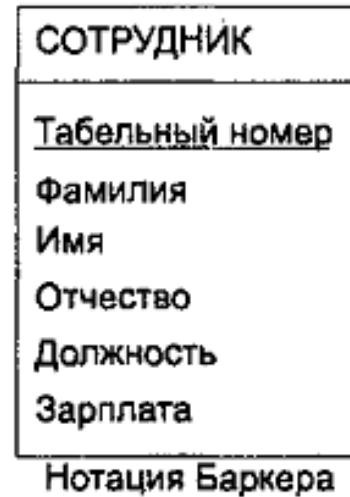 СОТРУДНИК
Табельный номер
Фамилия
Имя
Отчество
Должность
Зарплата
Нотация Баркера